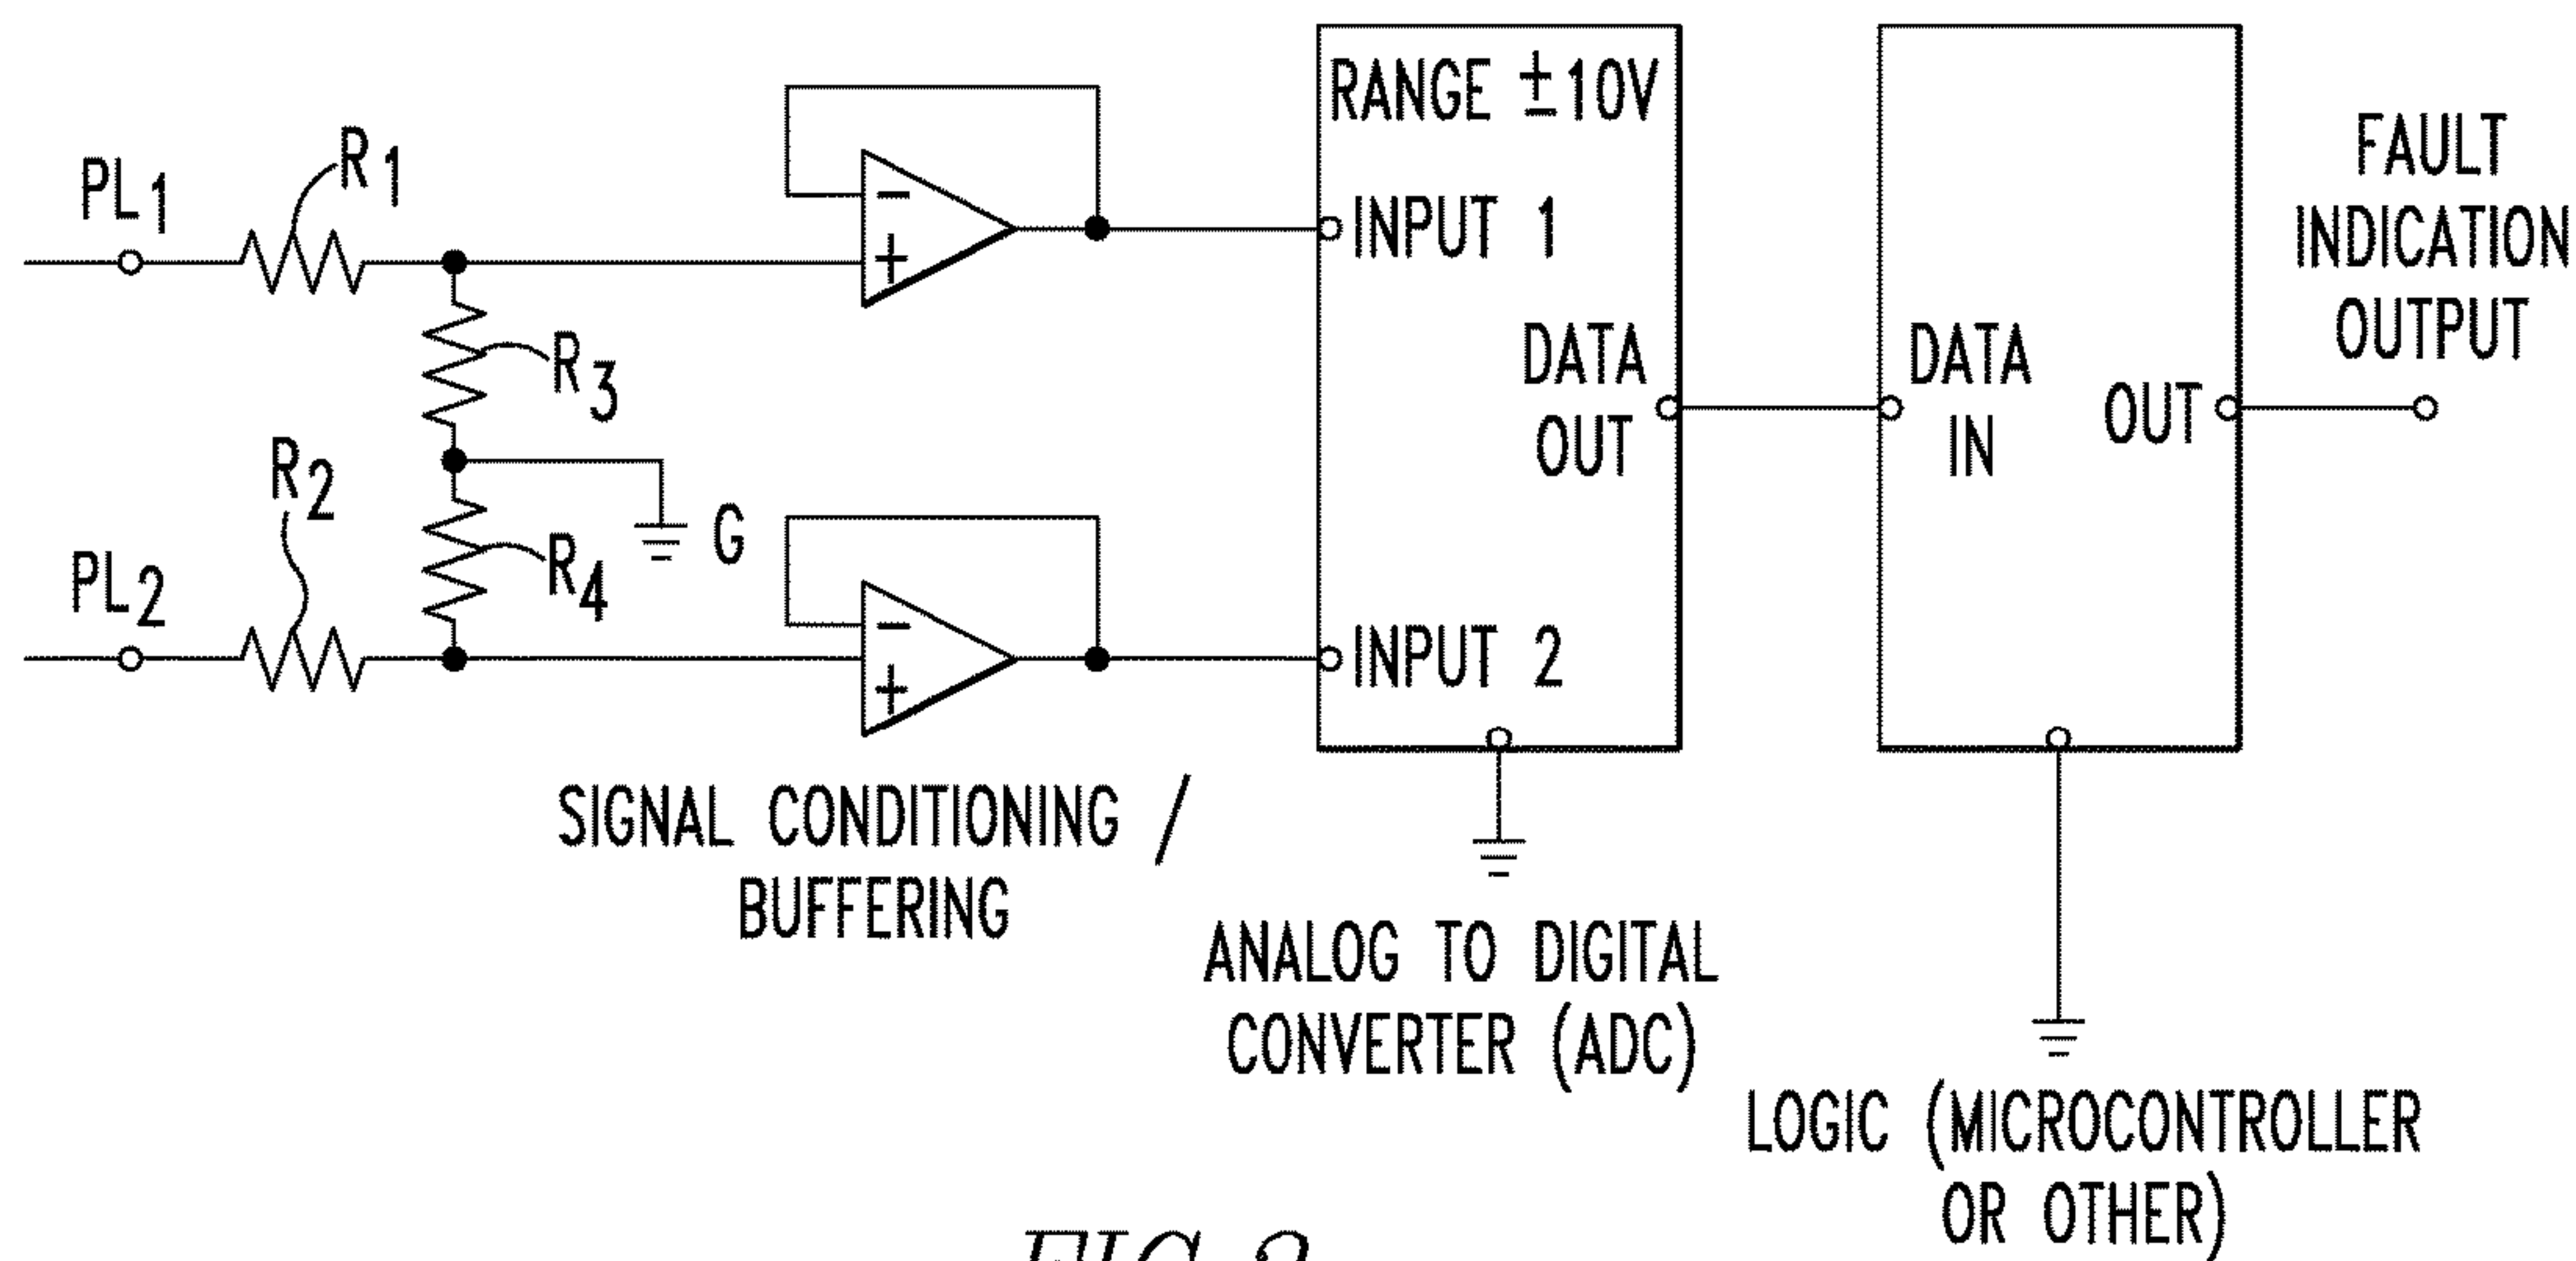 PL1
R1
R3
R2
PL2
R4
G
-
+
-
+
SIGNAL CONDITIONING /
BUFFERING
RANGE ±10V
INPUT 1
DATA
OUT
INPUT 2
ANALOG TO DIGITAL
CONVERTER (ADC)
DATA
IN
OUT
LOGIC (MICROCONTROLLER
OR OTHER)
FAULT
INDICATION
OUTPUT